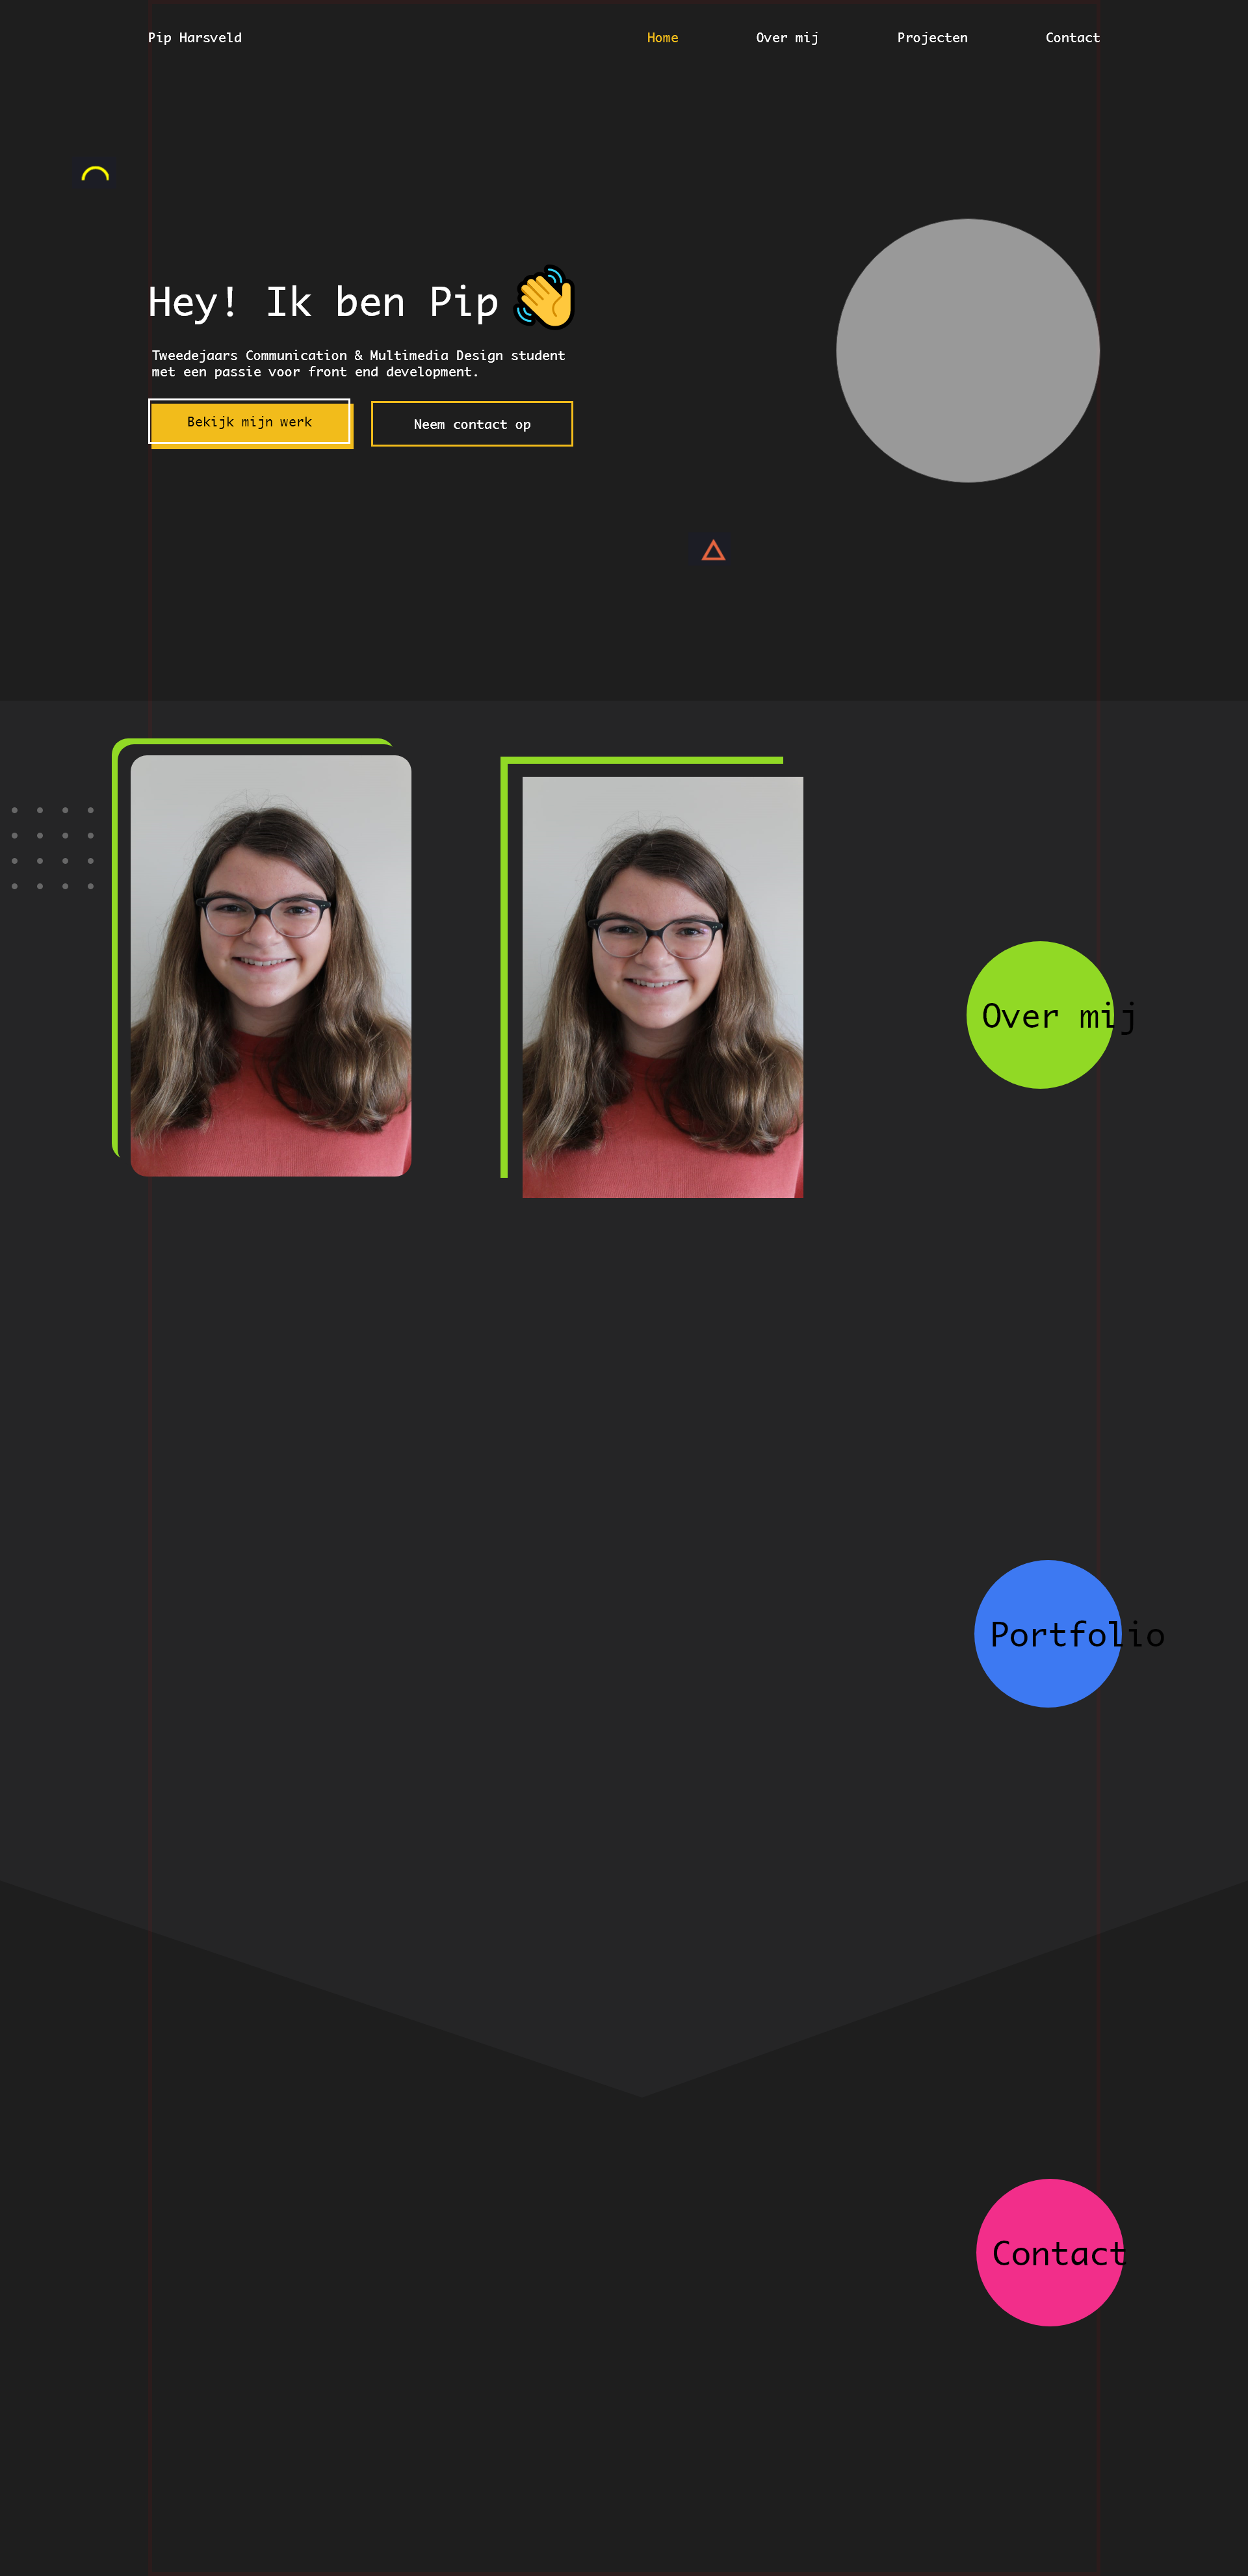 Pip Harsveld
Home
Over mij
Projecten
Contact
Hey! Ik ben Pip
Tweedejaars Communication & Multimedia Design student
met een passie voor front end development.
Bekijk mijn werk
Neem contact op
Over mij
Portfolio
Contact